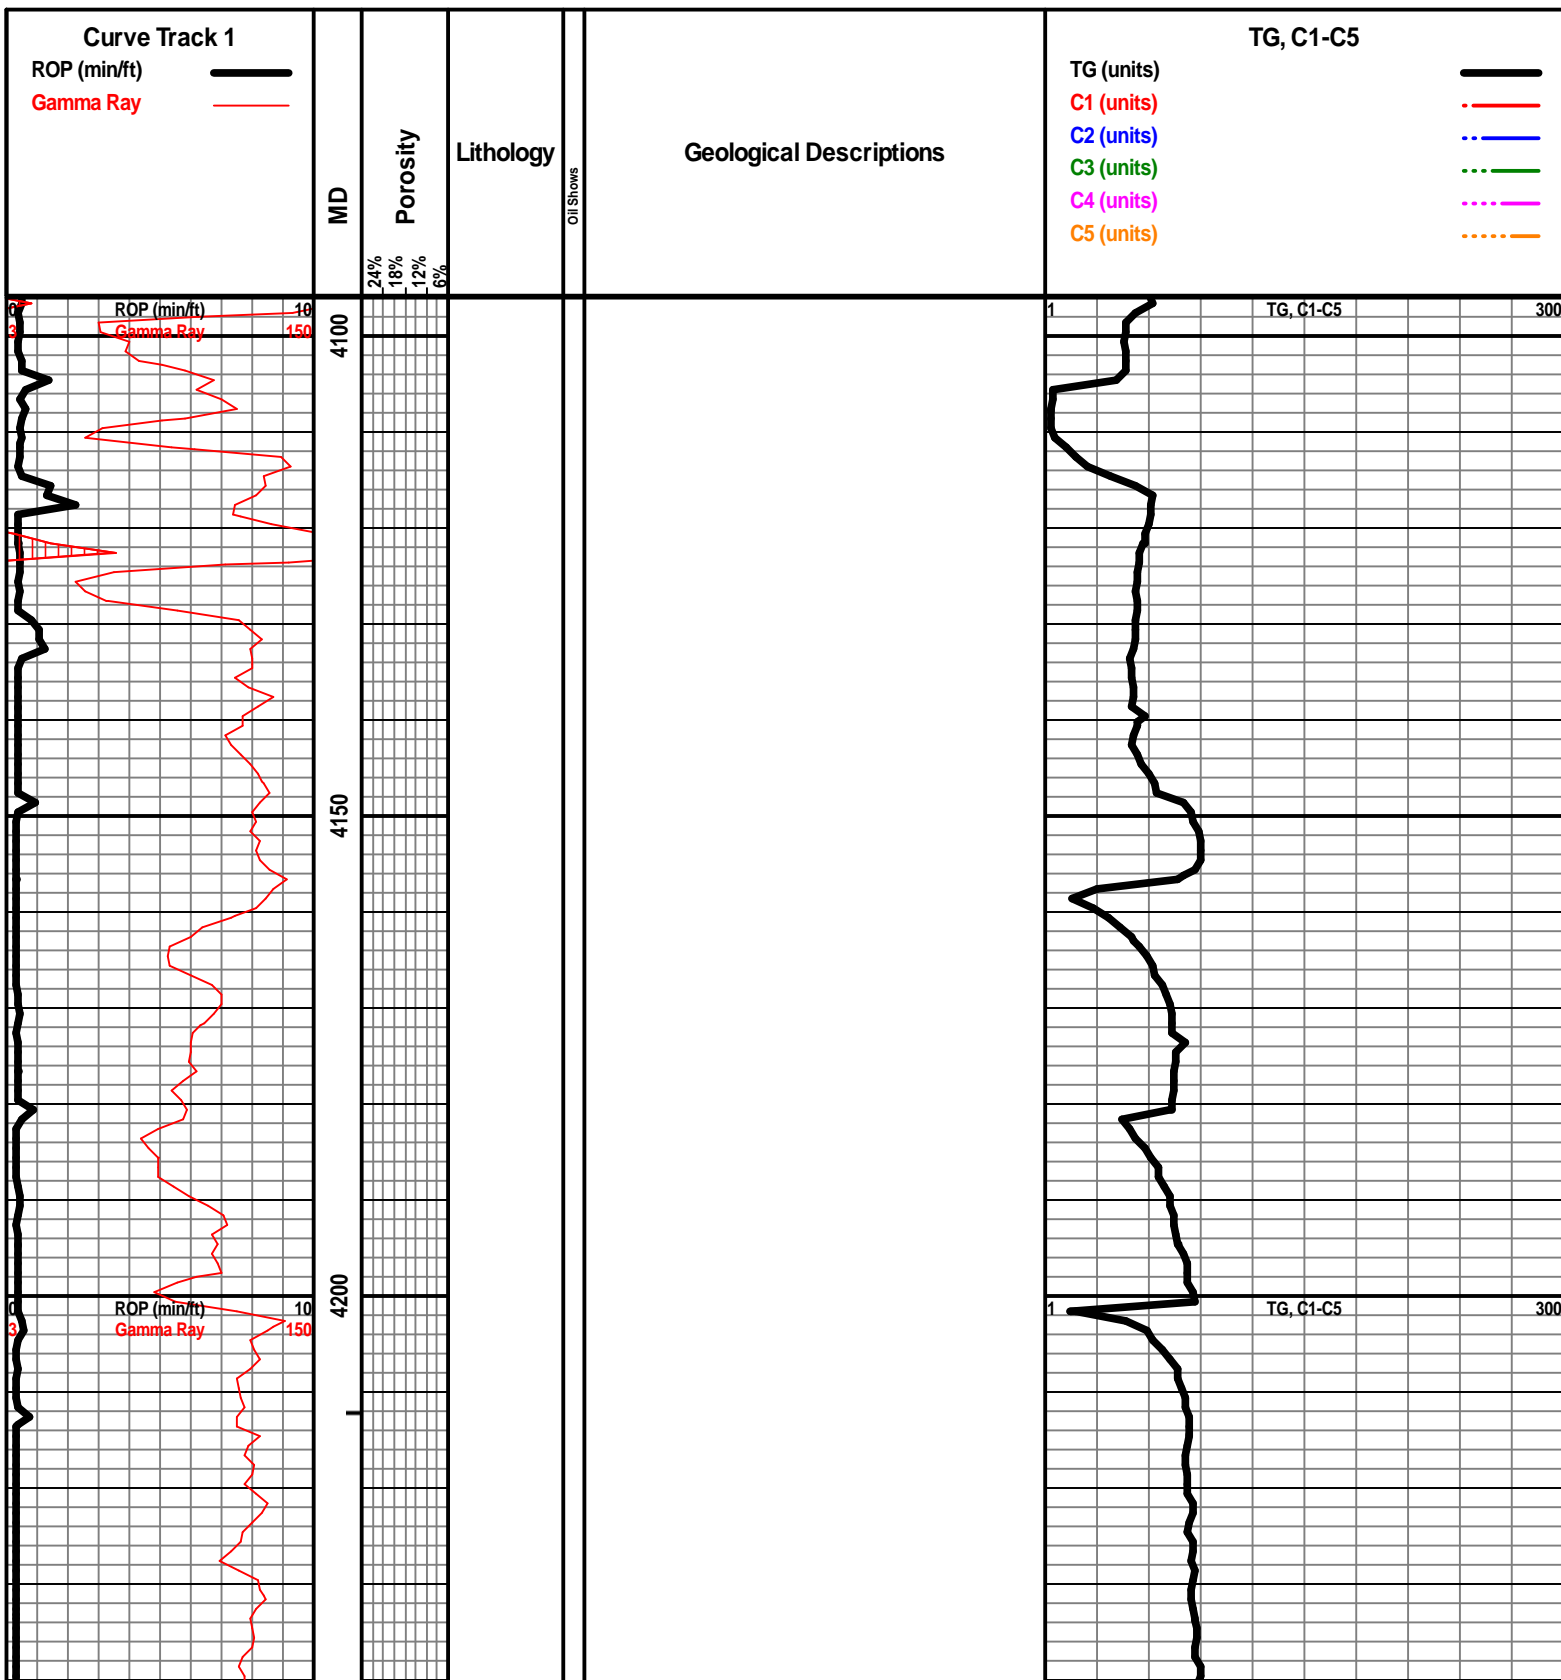 Curve Track 1
ROP (min/ft)
Gamma Ray
MD
Porosity
24%
18%
12%
6%
Lithology
Oil Shows
Geological Descriptions
TG, C1-C5
TG (units)
C1 (units)
C2 (units)
C3 (units)
C4 (units)
C5 (units)
0 ROP (min/ft) 10
3 Gamma Ray 150
1 TG, C1-C5 300
4100
4150
4200
0 ROP (min/ft) 10
3 Gamma Ray 150
1 TG, C1-C5 300